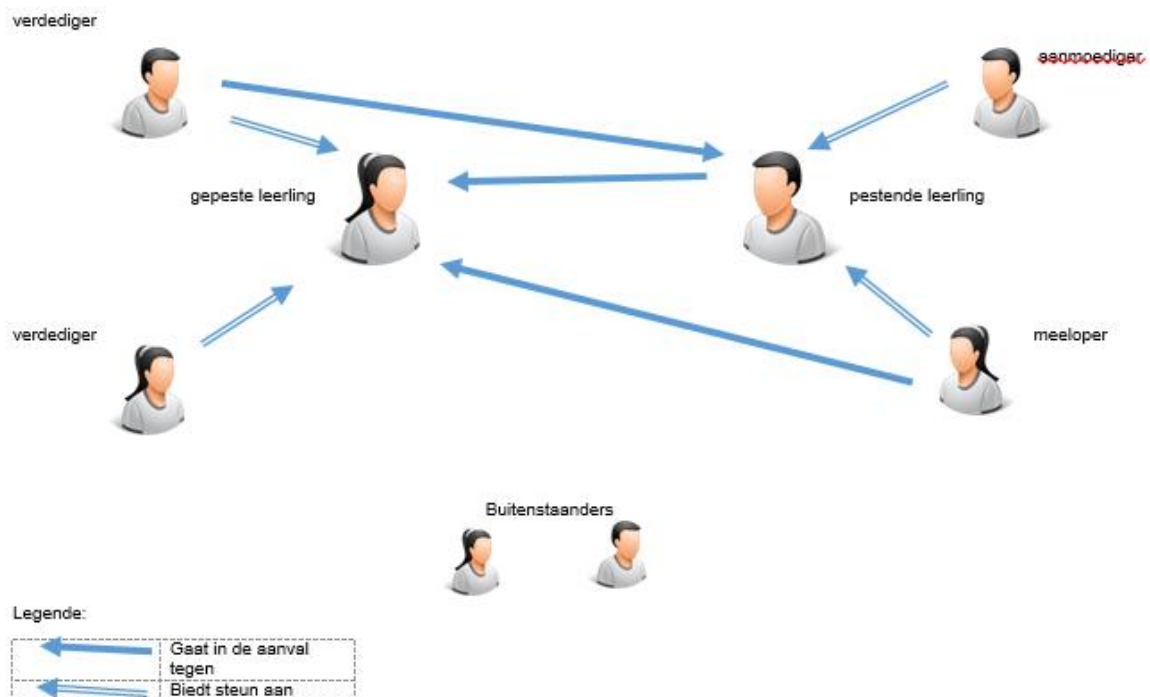 verdediger
aanmoediger
gepeste leerling
pestende leerling
verdediger
meeloper
Buitenstaanders
Legende:
Gaat in de aanval
tegen
Biedt steun aan